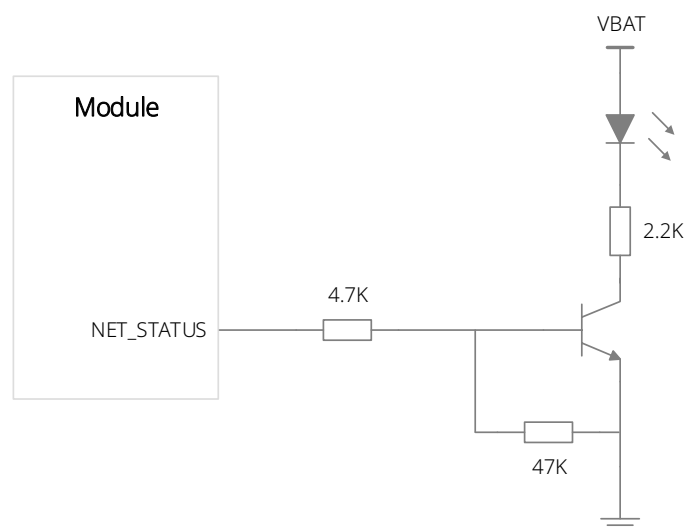 VBAT
Module
2.2K
4.7K
NET_STATUS
47K